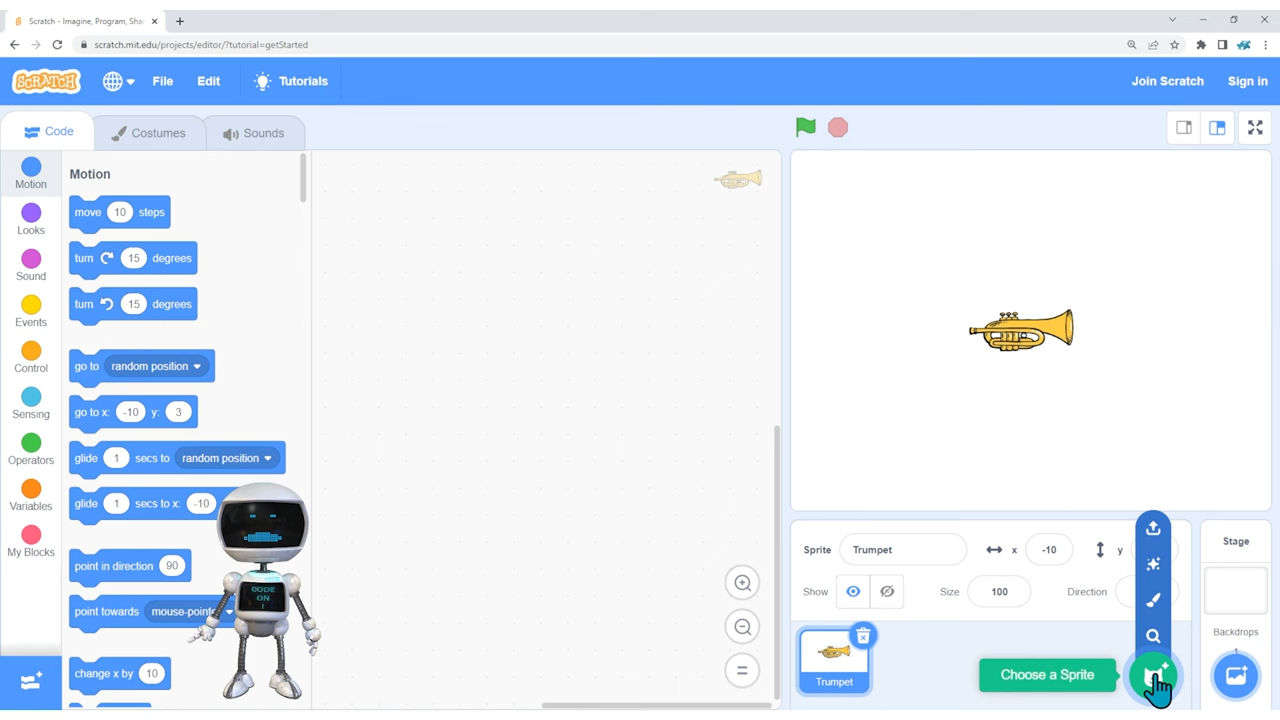 Scratch - Imagine, Program, Sha
scratch.mit.edu/projects/editor/?tutorial=getStarted
SCRATCH
File
Edit
Tutorials
Join Scratch
Sign in
Code
Costumes
Sounds
Motion
Looks
Sound
Events
Control
Sensing
Operators
Variables
My Blocks
Motion
move 10 steps
turn 15 degrees
turn 15 degrees
go to random position
go to x: -10 y: 3
glide 1 secs to random position
glide 1 secs to x: -10
point in direction 90
point towards mouse-pointe
change x by 10
CODE
ON
!
Sprite Trumpet x -10 y
Show Size 100 Direction
Trumpet
Choose a Sprite
Stage
Backdrops
1